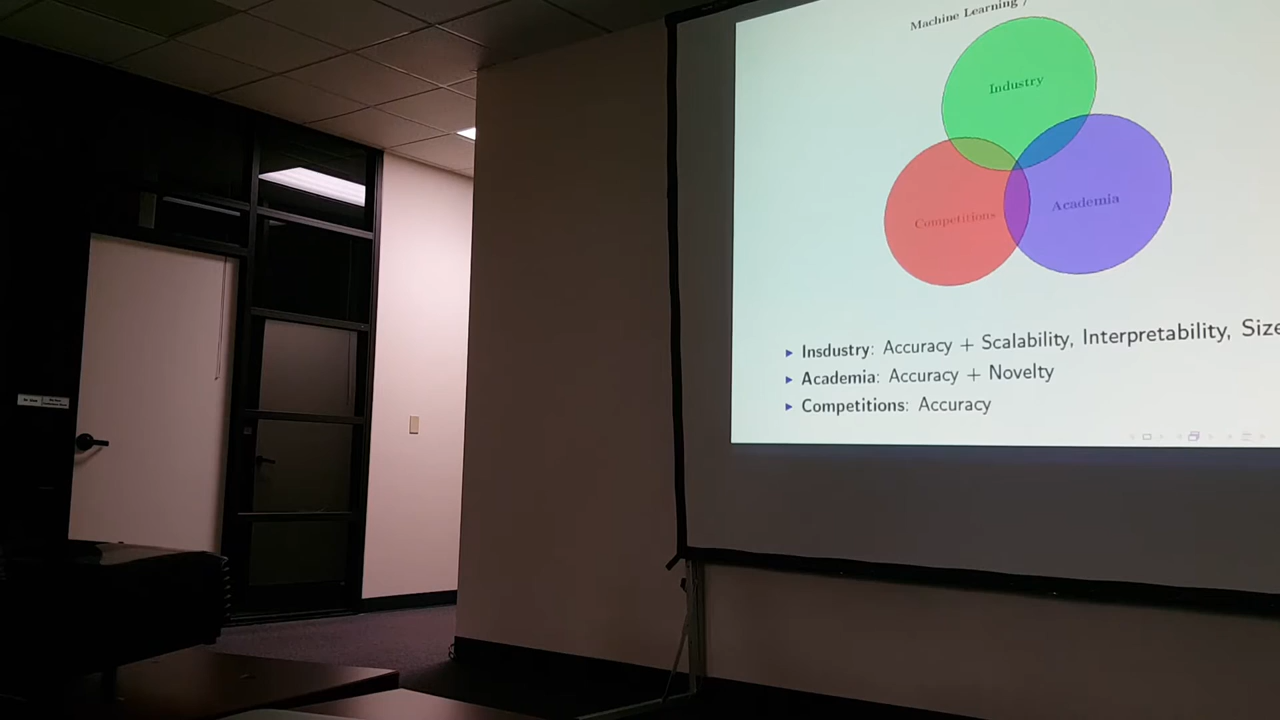 Machine Learning /
Industry
Competitions
Academia
▸ Insdustry: Accuracy + Scalability, Interpretability, Size
▸ Academia: Accuracy + Novelty
▸ Competitions: Accuracy